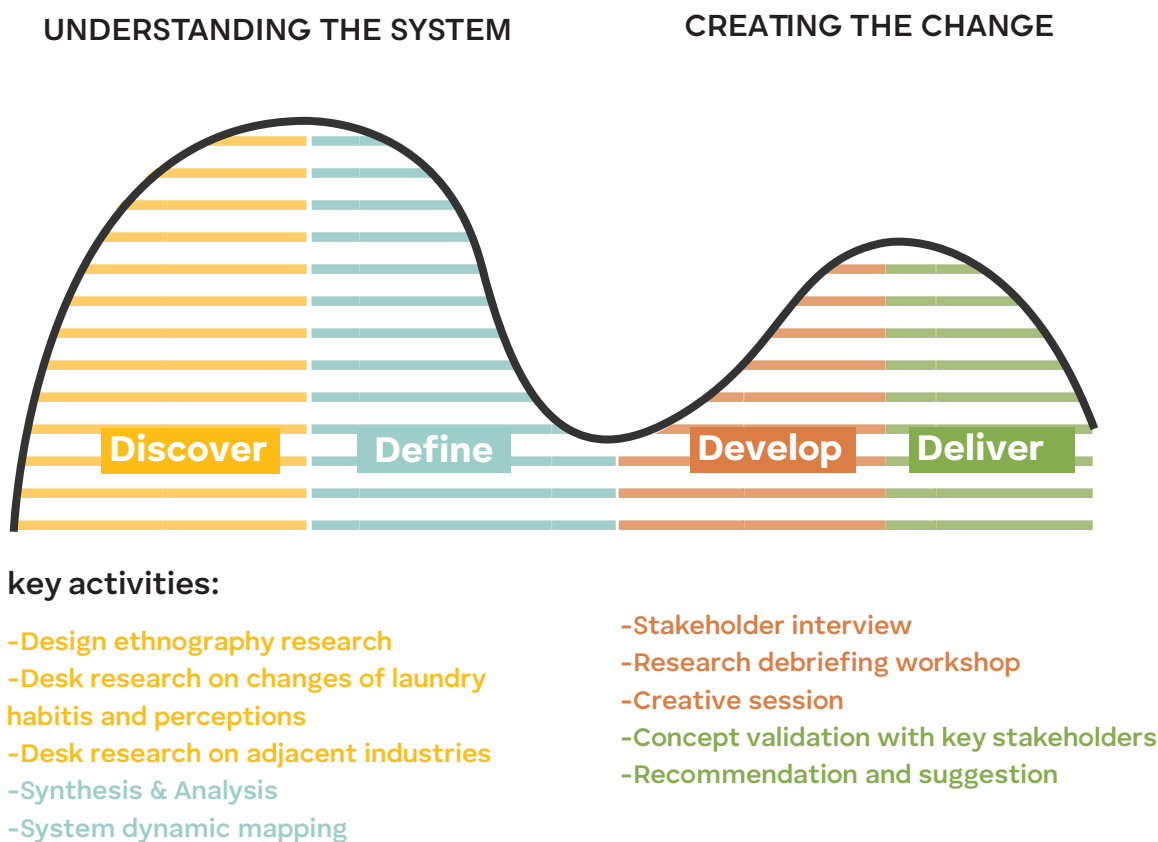 UNDERSTANDING THE SYSTEM
CREATING THE CHANGE
Discover
Define
Develop
Deliver
key activities:
-Design ethnography research
-Desk research on changes of laundry
habitis and perceptions
-Desk research on adjacent industries
-Synthesis & Analysis
-System dynamic mapping
-Stakeholder interview
-Research debriefing workshop
-Creative session
-Concept validation with key stakeholders
-Recommendation and suggestion